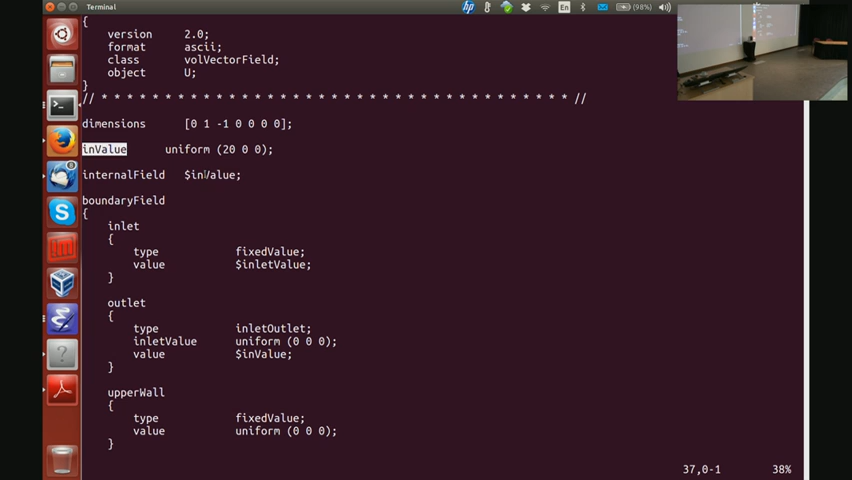 Terminal
En (98%)
{
version 2.0;
format ascii;
class volVectorField;
object U;
}
// * * * * * * * * * * * * * * * * * * * * * * * * * * * * * * * * * * * * * //
dimensions [0 1 -1 0 0 0 0];
inValue uniform (20 0 0);
internalField $inValue;
boundaryField
{
inlet
{
type fixedValue;
value $inletValue;
}
outlet
{
type inletOutlet;
inletValue uniform (0 0 0);
value $inValue;
}
upperWall
{
type fixedValue;
value uniform (0 0 0);
}
37,0-1 38%